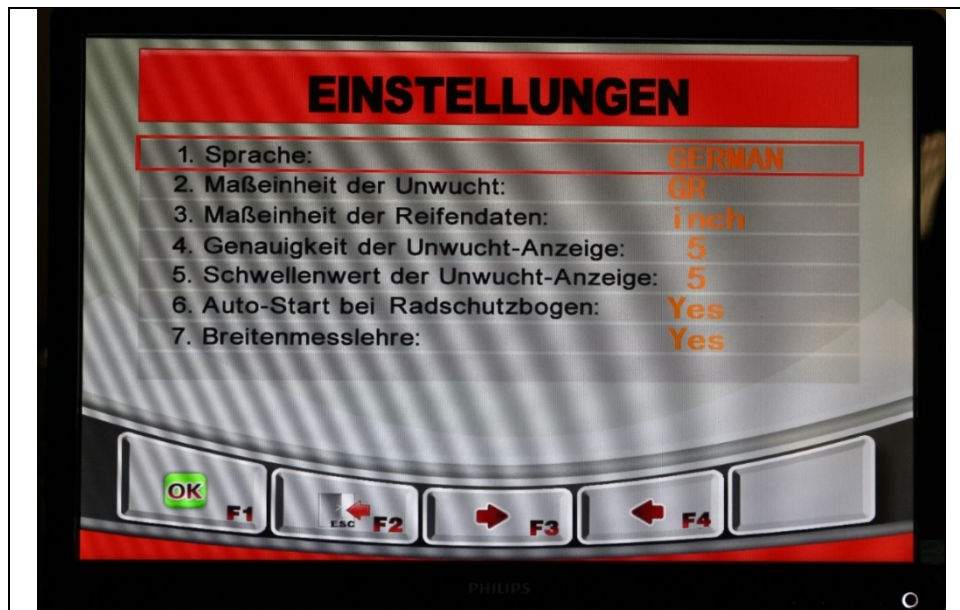 EINSTELLUNGEN
1. Sprache: GERMAN
2. Maßeinheit der Unwucht: GR
3. Maßeinheit der Reifendaten: inch
4. Genauigkeit der Unwucht-Anzeige: 5
5. Schwellenwert der Unwucht-Anzeige: 5
6. Auto-Start bei Radschutzbogen: Yes
7. Breitenmesslehre: Yes
OK F1 ESC F2 F3 F4
PHILIPS